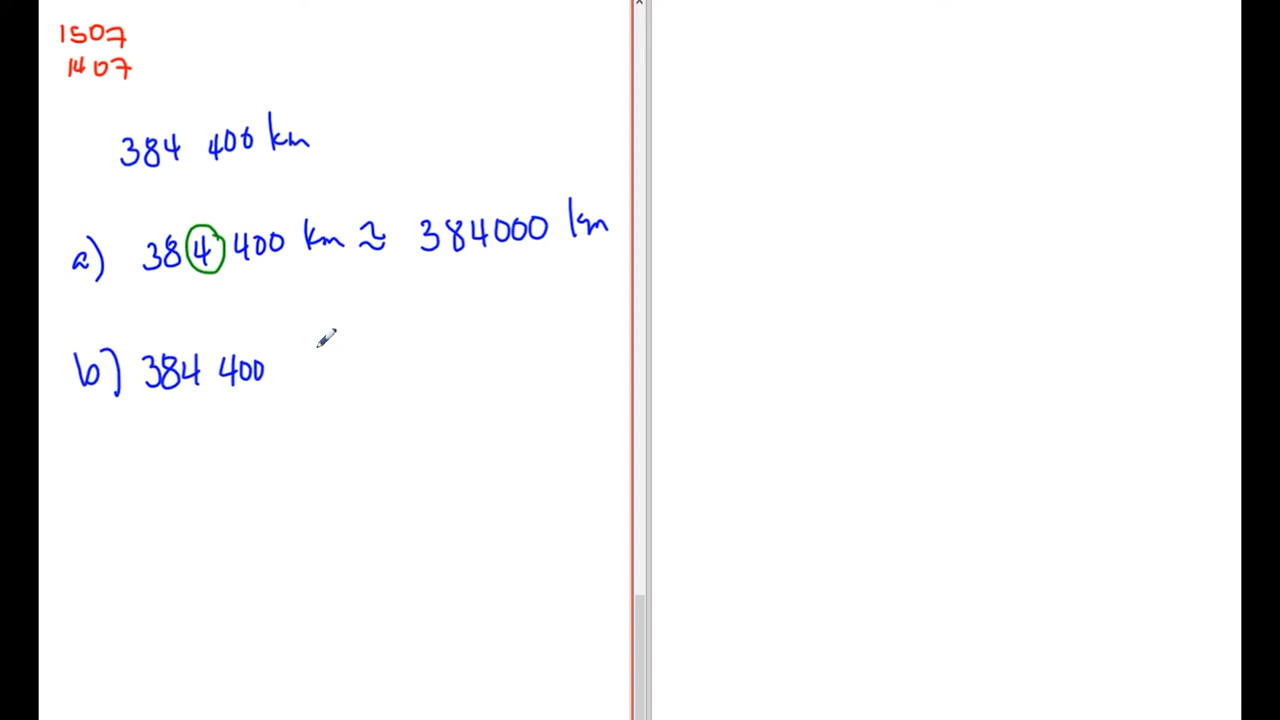 1507
1407
384 400 km
a) 384 400 km ≈ 384000 km
b) 384 400